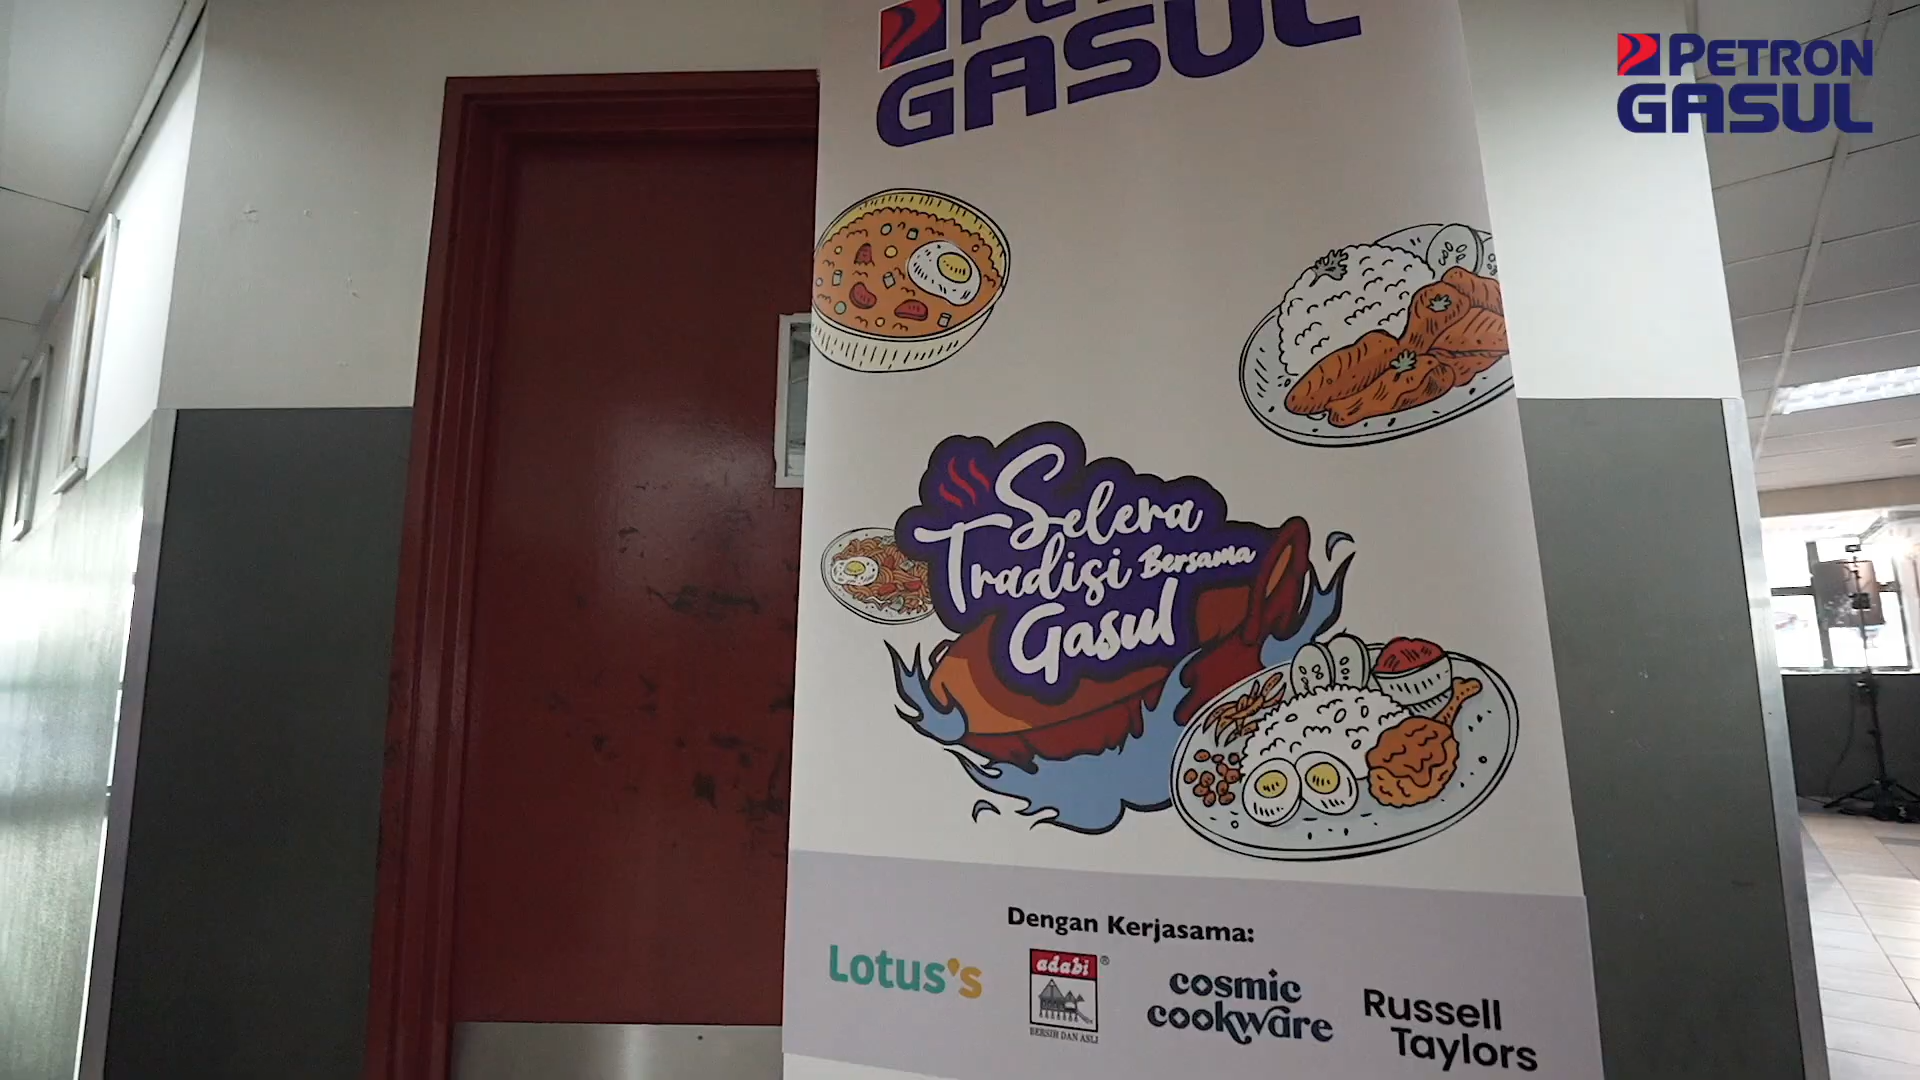 PETRON
GASUL
GASUL
Selera
Tradisi Bersama
Gasul
Dengan Kerjasama:
Lotus's
adabi ®
BERSIH DAN ASLI
cosmic
cookware
Russell
Taylors